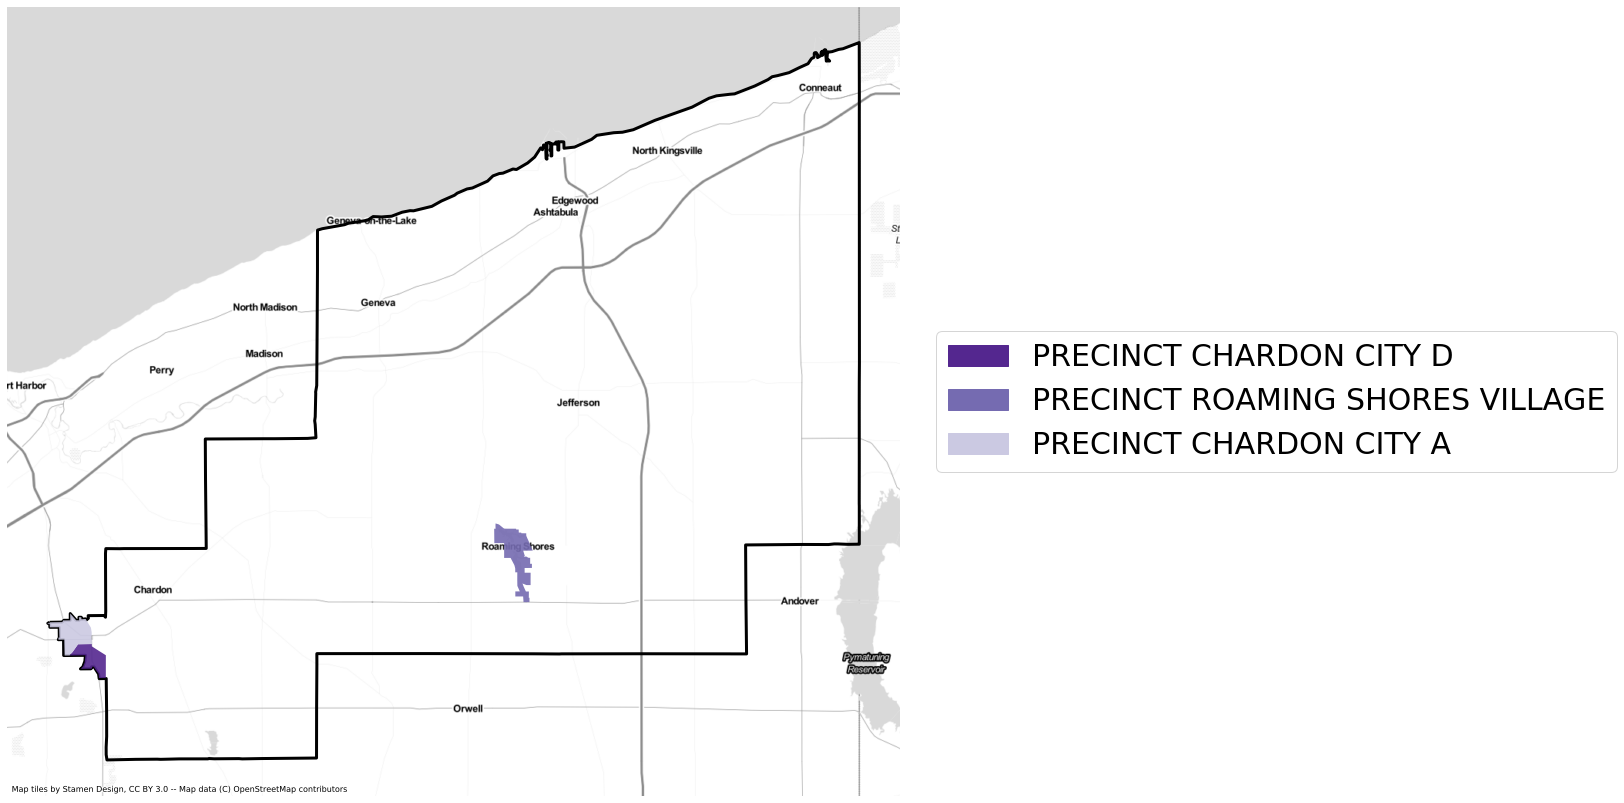 Conneaut
North Kingsville
Edgewood
Ashtabula
Geneva-on-the-Lake
St
L
Geneva
North Madison
Madison
Perry
rt Harbor
Jefferson
Roaming Shores
Chardon
Andover
Pymatuning
Reservoir
Orwell
Map tiles by Stamen Design, CC BY 3.0 -- Map data (C) OpenStreetMap contributors
PRECINCT CHARDON CITY D
PRECINCT ROAMING SHORES VILLAGE
PRECINCT CHARDON CITY A